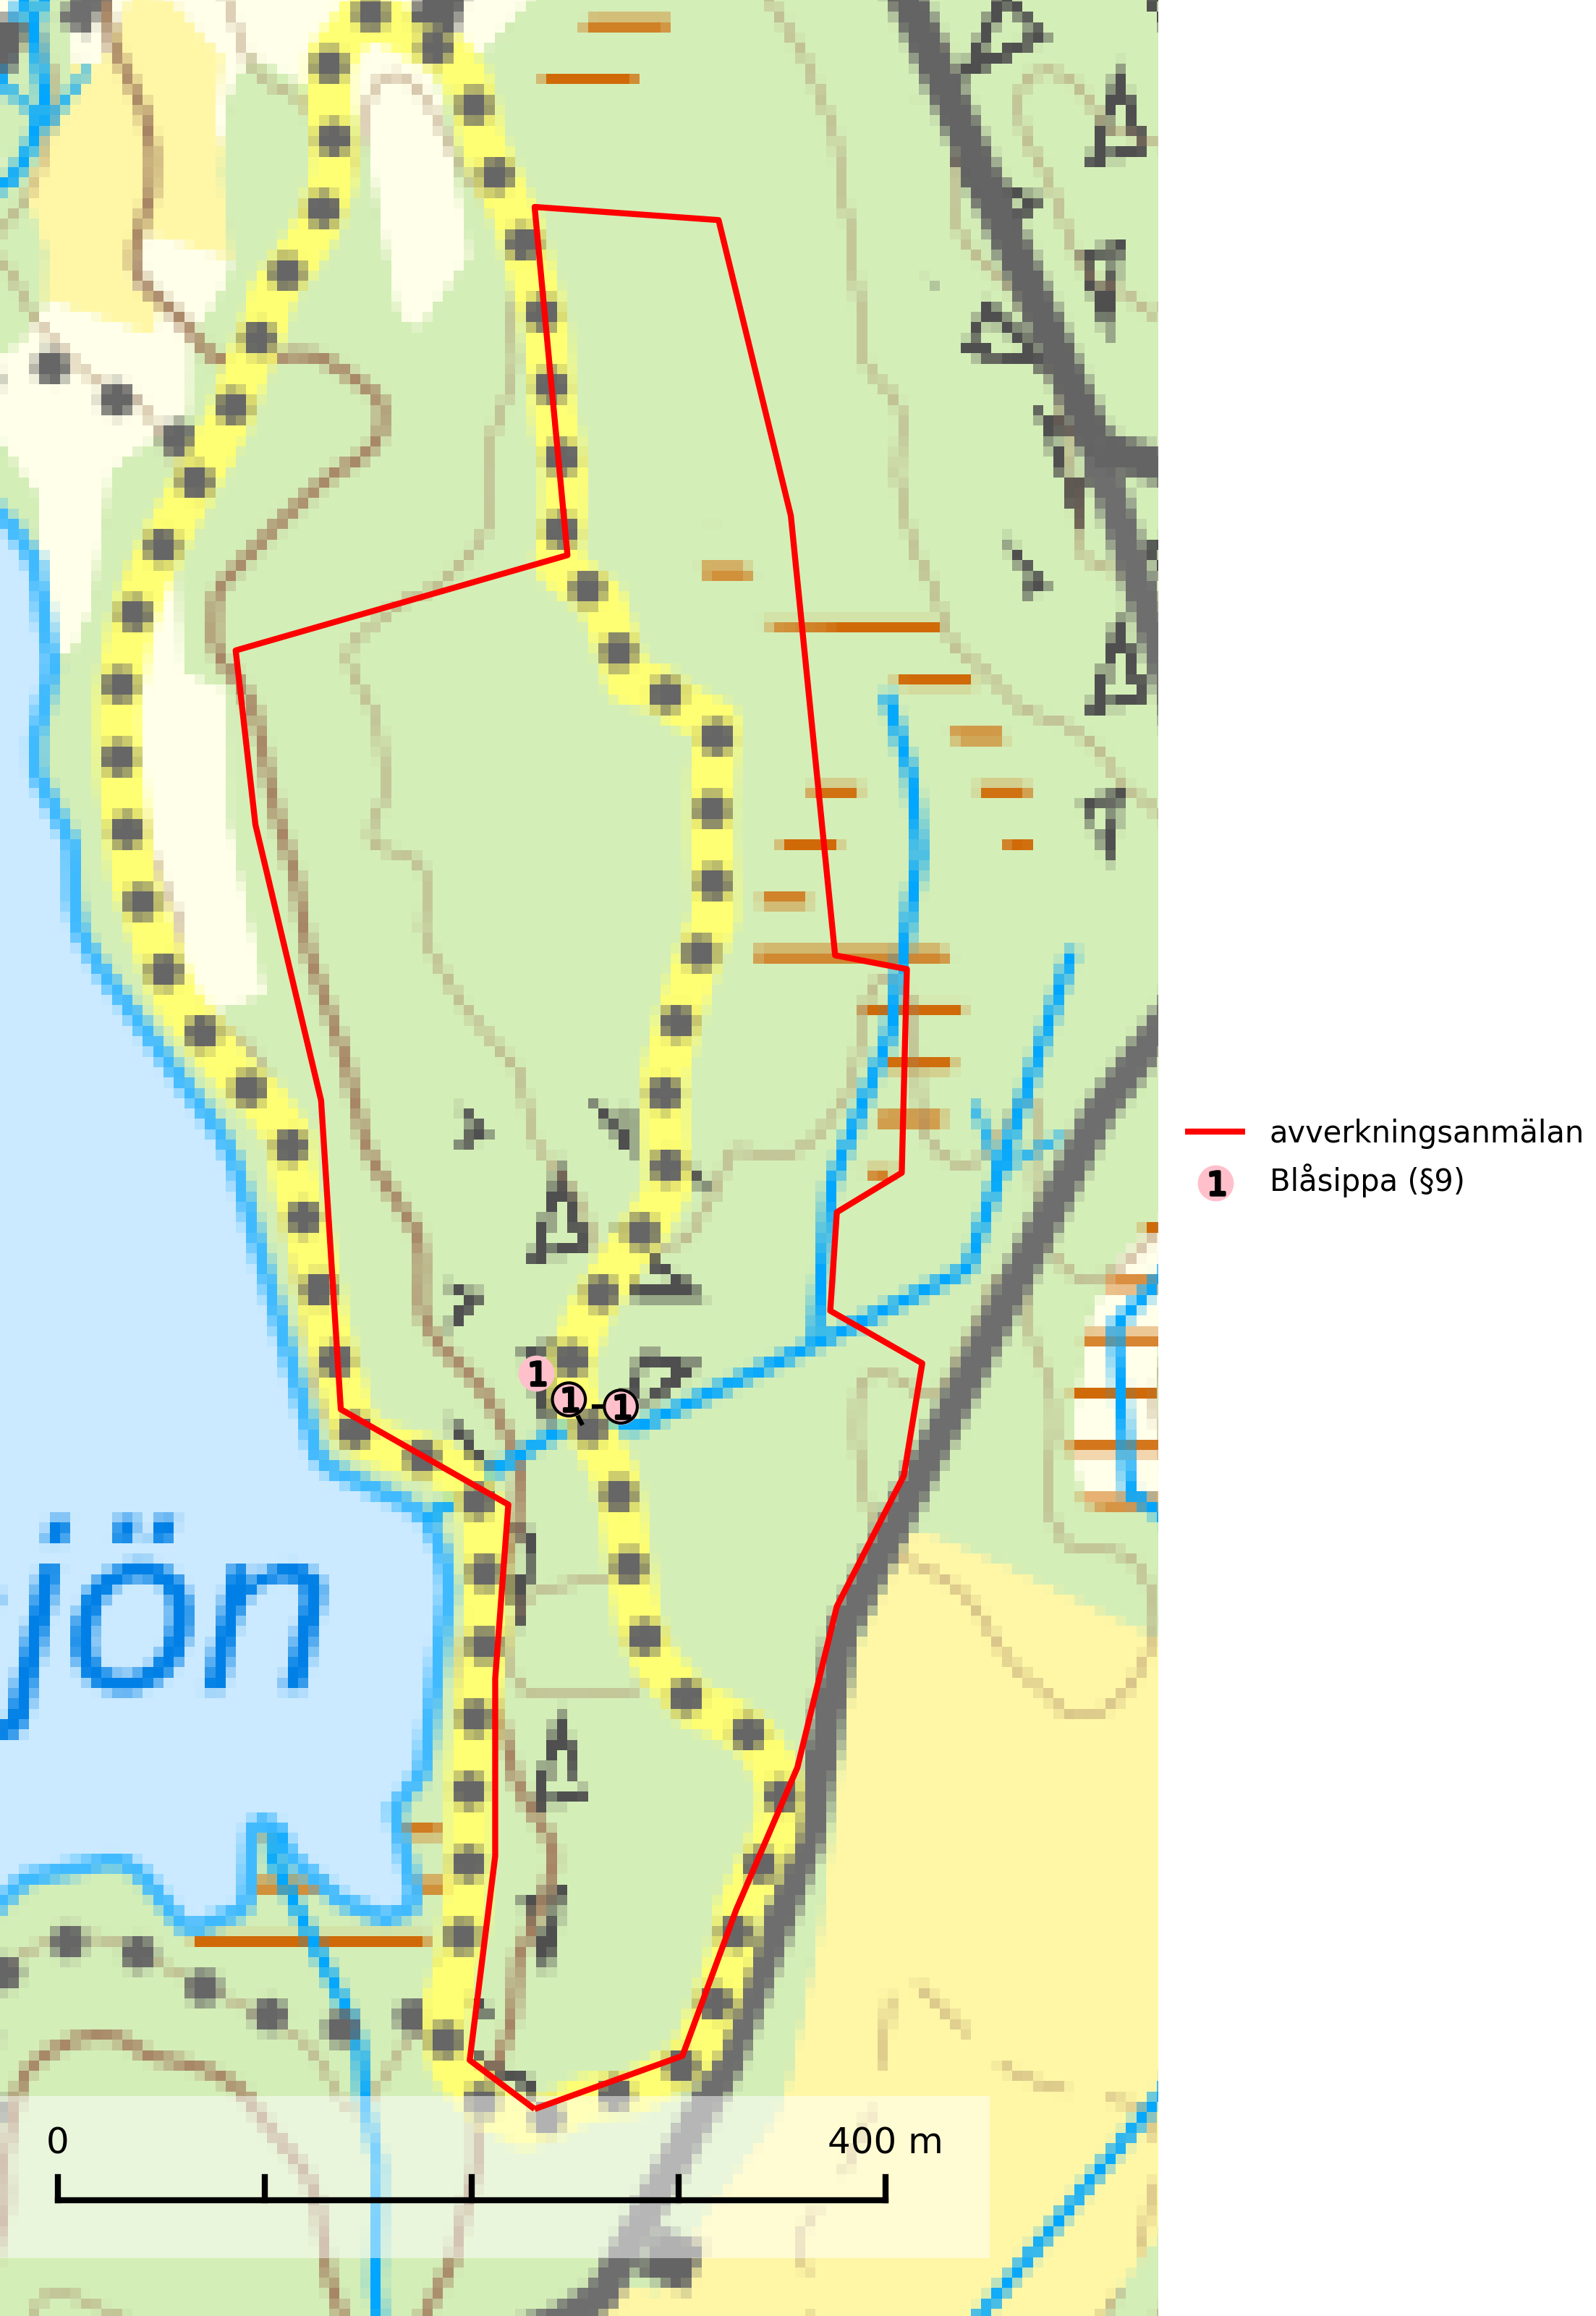 avverkningsanmälan
1 Blåsippa (§9)
1
1 1
jön
0 400 m